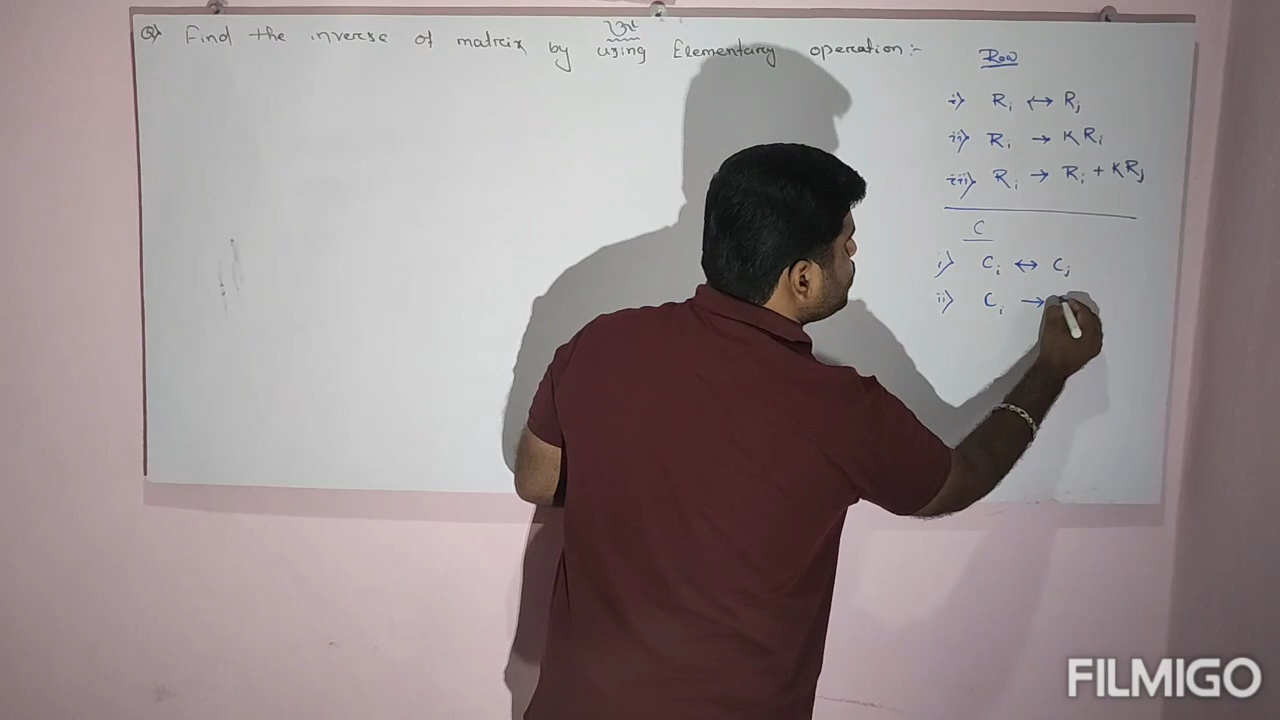 Q> Find the inverse of matrix by using Elementary operation :-
Row
i> Ri ↔ Rj
ii> Ri → KRi
iii> Ri → Ri + KRj
C
i> Ci ↔ Cj
ii> Ci →
FILMIGO